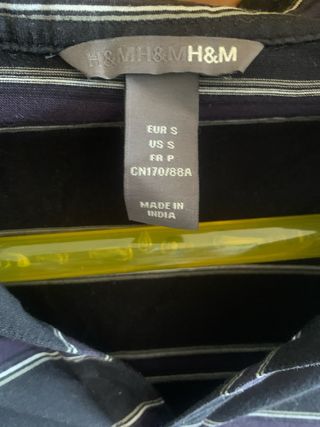 H&MH&MH&M
EUR S
US S
FR P
CN170/88A
MADE IN
INDIA